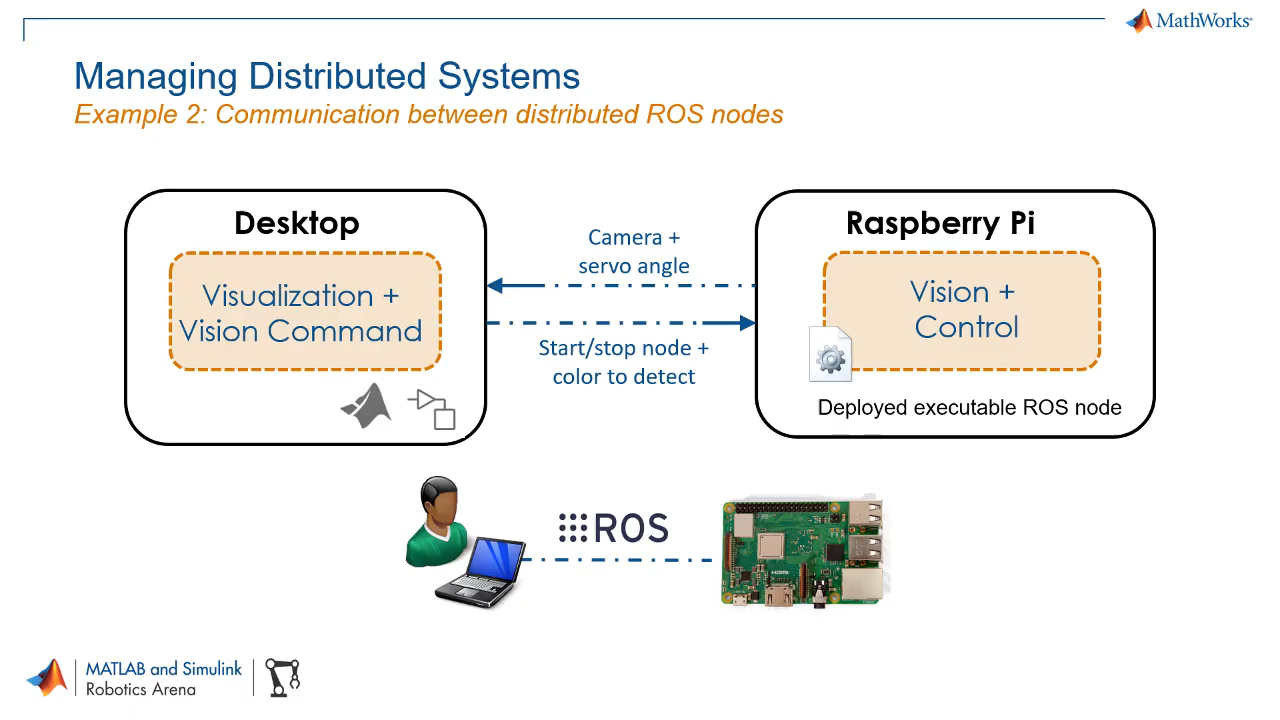 MathWorks®
Managing Distributed Systems
Example 2: Communication between distributed ROS nodes
Desktop
Visualization +
Vision Command
Camera +
servo angle
Start/stop node +
color to detect
Raspberry Pi
Vision +
Control
Deployed executable ROS node
ROS
HDMI
MATLAB and Simulink
Robotics Arena